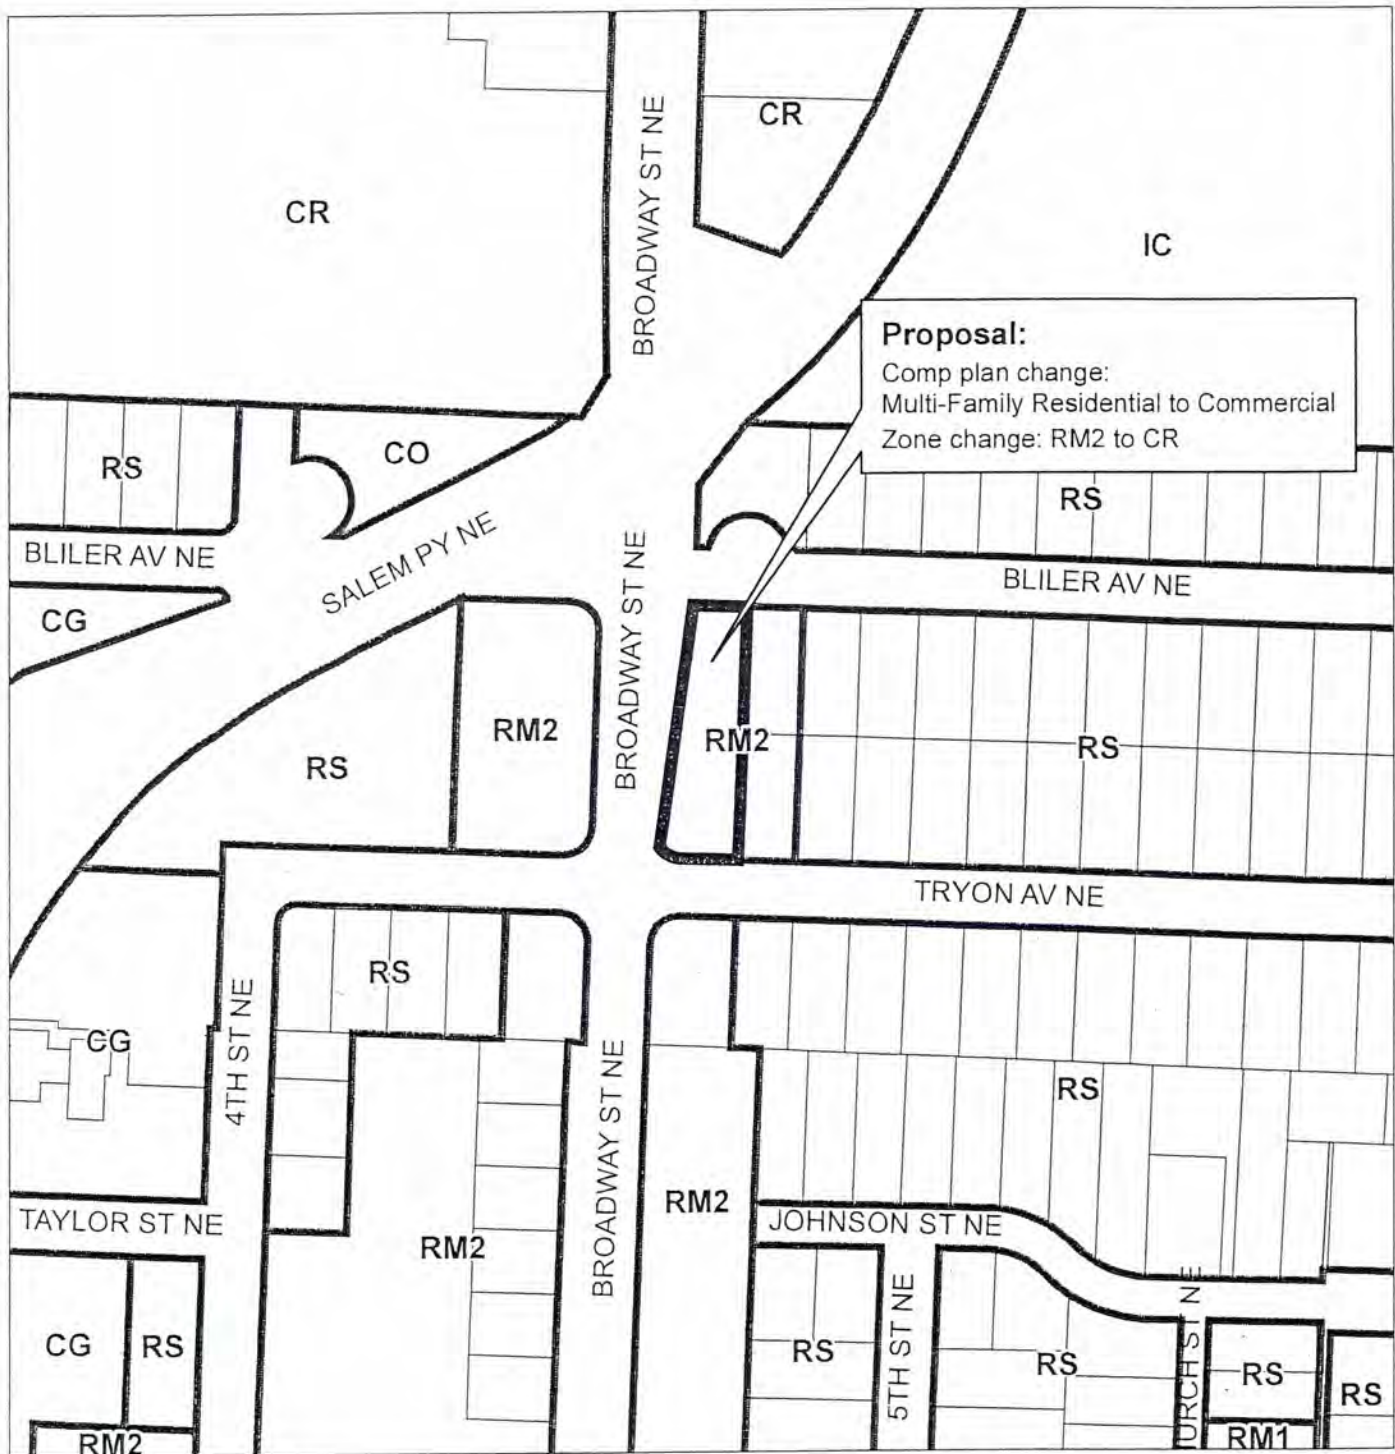 CR
BROADWAY ST NE
CR
IC
Proposal:
Comp plan change:
Multi-Family Residential to Commercial
Zone change: RM2 to CR
RS
CO
RS
BLILER AV NE
SALEM PY NE
BROADWAY ST NE
BLILER AV NE
CG
RM2
RM2
RS
RS
TRYON AV NE
RS
CG
4TH ST NE
BROADWAY ST NE
RS
RM2
TAYLOR ST NE
JOHNSON ST NE
RM2
5TH ST NE
URCH ST NE
CG
RS
RS
RS
RS
RS
RM2
RM1